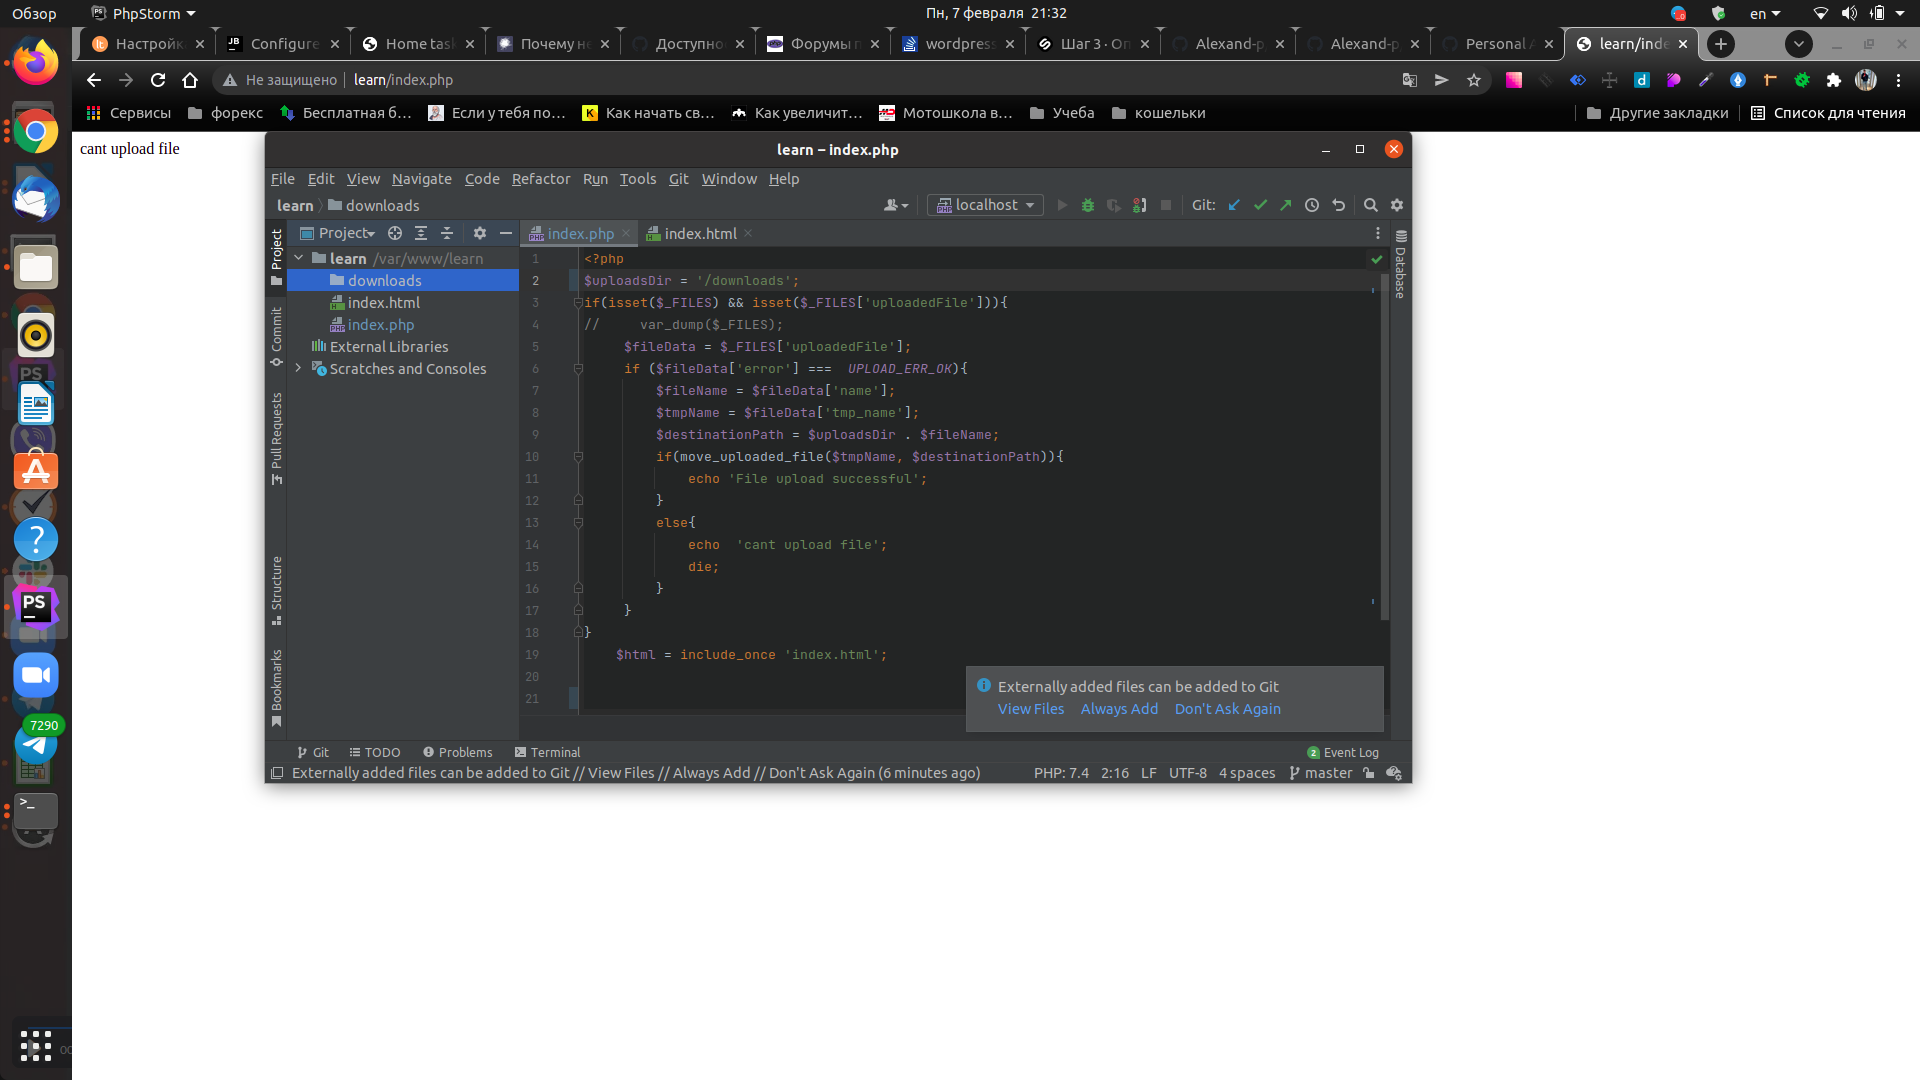 Обзор PhpStorm Пн, 7 февраля 21:32 en
Настройк Configure Home task Почему не Доступно Форумы п wordpress Шаг 3 · On Alexand-p Alexand-p Personal A learn/inde
Не защищено learn/index.php
Сервисы форекс Бесплатная б… Если у тебя по… Как начать св… Как увеличит… Мотошкола в… Учеба кошельки Другие закладки Список для чтения
cant upload file
learn – index.php
File Edit View Navigate Code Refactor Run Tools Git Window Help
learn downloads localhost Git:
Project index.php index.html
learn /var/www/learn
downloads
index.html
index.php
External Libraries
Scratches and Consoles
Project
Commit
Pull Requests
Structure
Bookmarks
Database
1 <?php
2 $uploadsDir = '/downloads';
3 if(isset($_FILES) && isset($_FILES['uploadedFile'])){
4 // var_dump($_FILES);
5 $fileData = $_FILES['uploadedFile'];
6 if ($fileData['error'] === UPLOAD_ERR_OK){
7 $fileName = $fileData['name'];
8 $tmpName = $fileData['tmp_name'];
9 $destinationPath = $uploadsDir . $fileName;
10 if(move_uploaded_file($tmpName, $destinationPath)){
11 echo 'File upload successful';
12 }
13 else{
14 echo 'cant upload file';
15 die;
16 }
17 }
18 }
19 $html = include_once 'index.html';
20
21
Externally added files can be added to Git
View Files Always Add Don't Ask Again
Git TODO Problems Terminal 2 Event Log
Externally added files can be added to Git // View Files // Always Add // Don't Ask Again (6 minutes ago) PHP: 7.4 2:16 LF UTF-8 4 spaces master
PS
7290